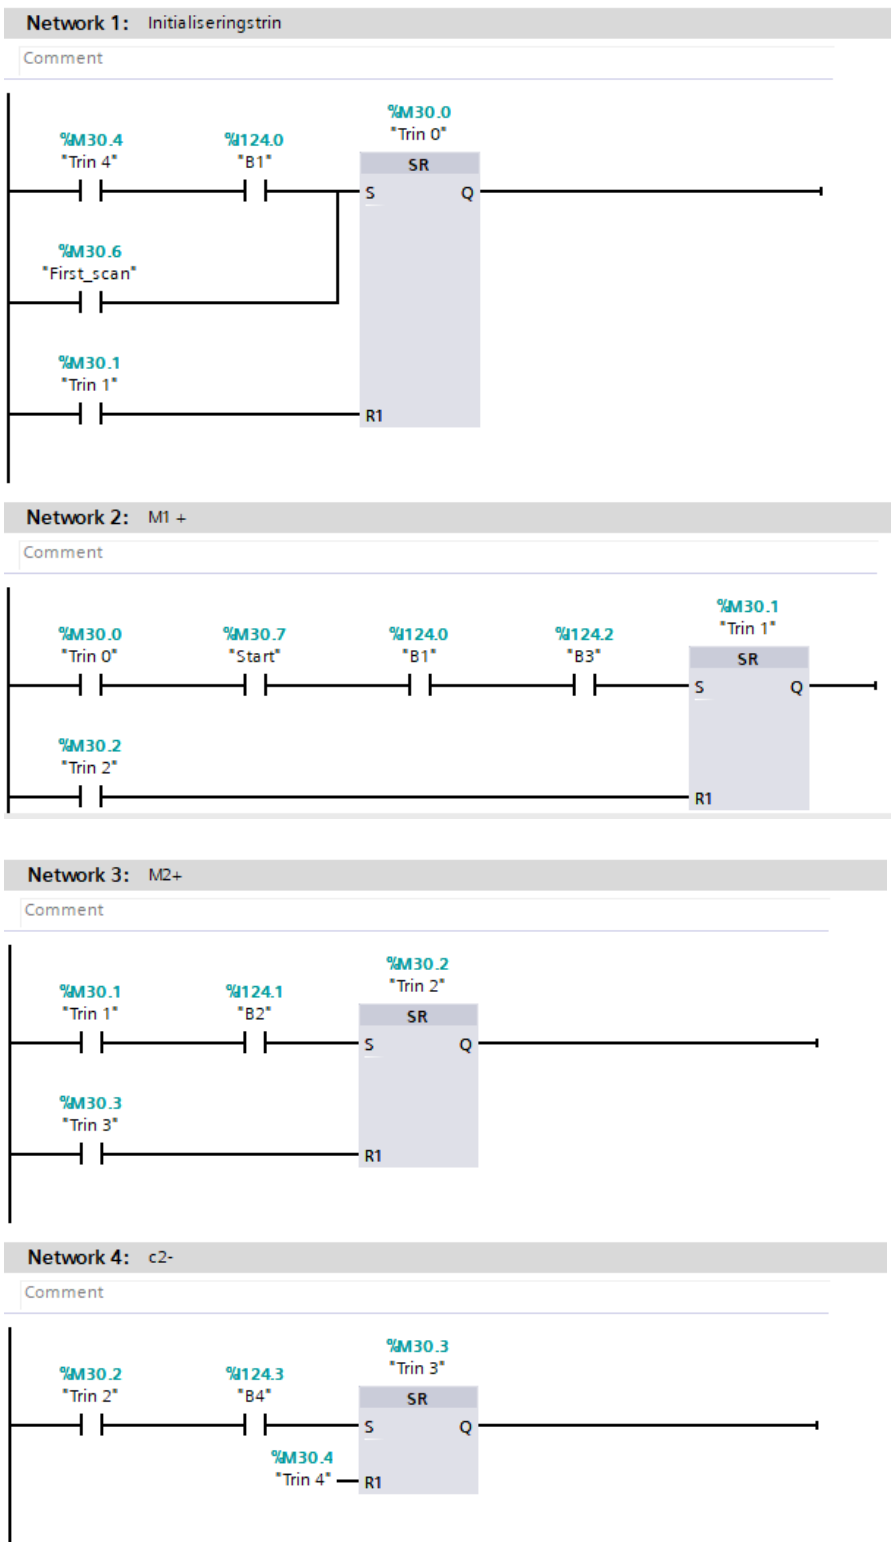 Network 1: Initialiseringstrin
Comment
%M30.0
"Trin 0"
%M30.4 %I124.0
"Trin 4" "B1"
SR
S Q
%M30.6
"First_scan"
%M30.1
"Trin 1"
R1
Network 2: M1 +
Comment
%M30.1
"Trin 1"
%M30.0 %M30.7 %I124.0 %I124.2
"Trin 0" "Start" "B1" "B3"
SR
S Q
%M30.2
"Trin 2"
R1
Network 3: M2+
Comment
%M30.2
"Trin 2"
%M30.1 %I124.1
"Trin 1" "B2"
SR
S Q
%M30.3
"Trin 3"
R1
Network 4: c2-
Comment
%M30.3
"Trin 3"
%M30.2 %I124.3
"Trin 2" "B4"
SR
S Q
%M30.4
"Trin 4" R1